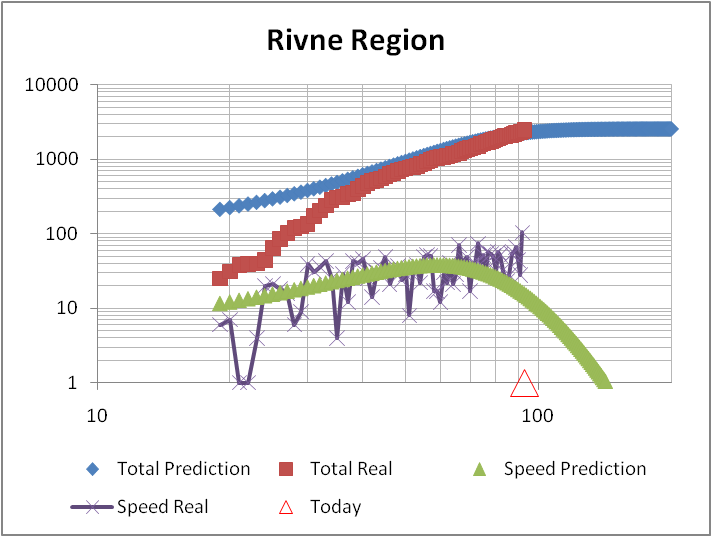 Rivne Region
10000
1000
100
10
1
10 100
Total Prediction Total Real Speed Prediction
Speed Real Today